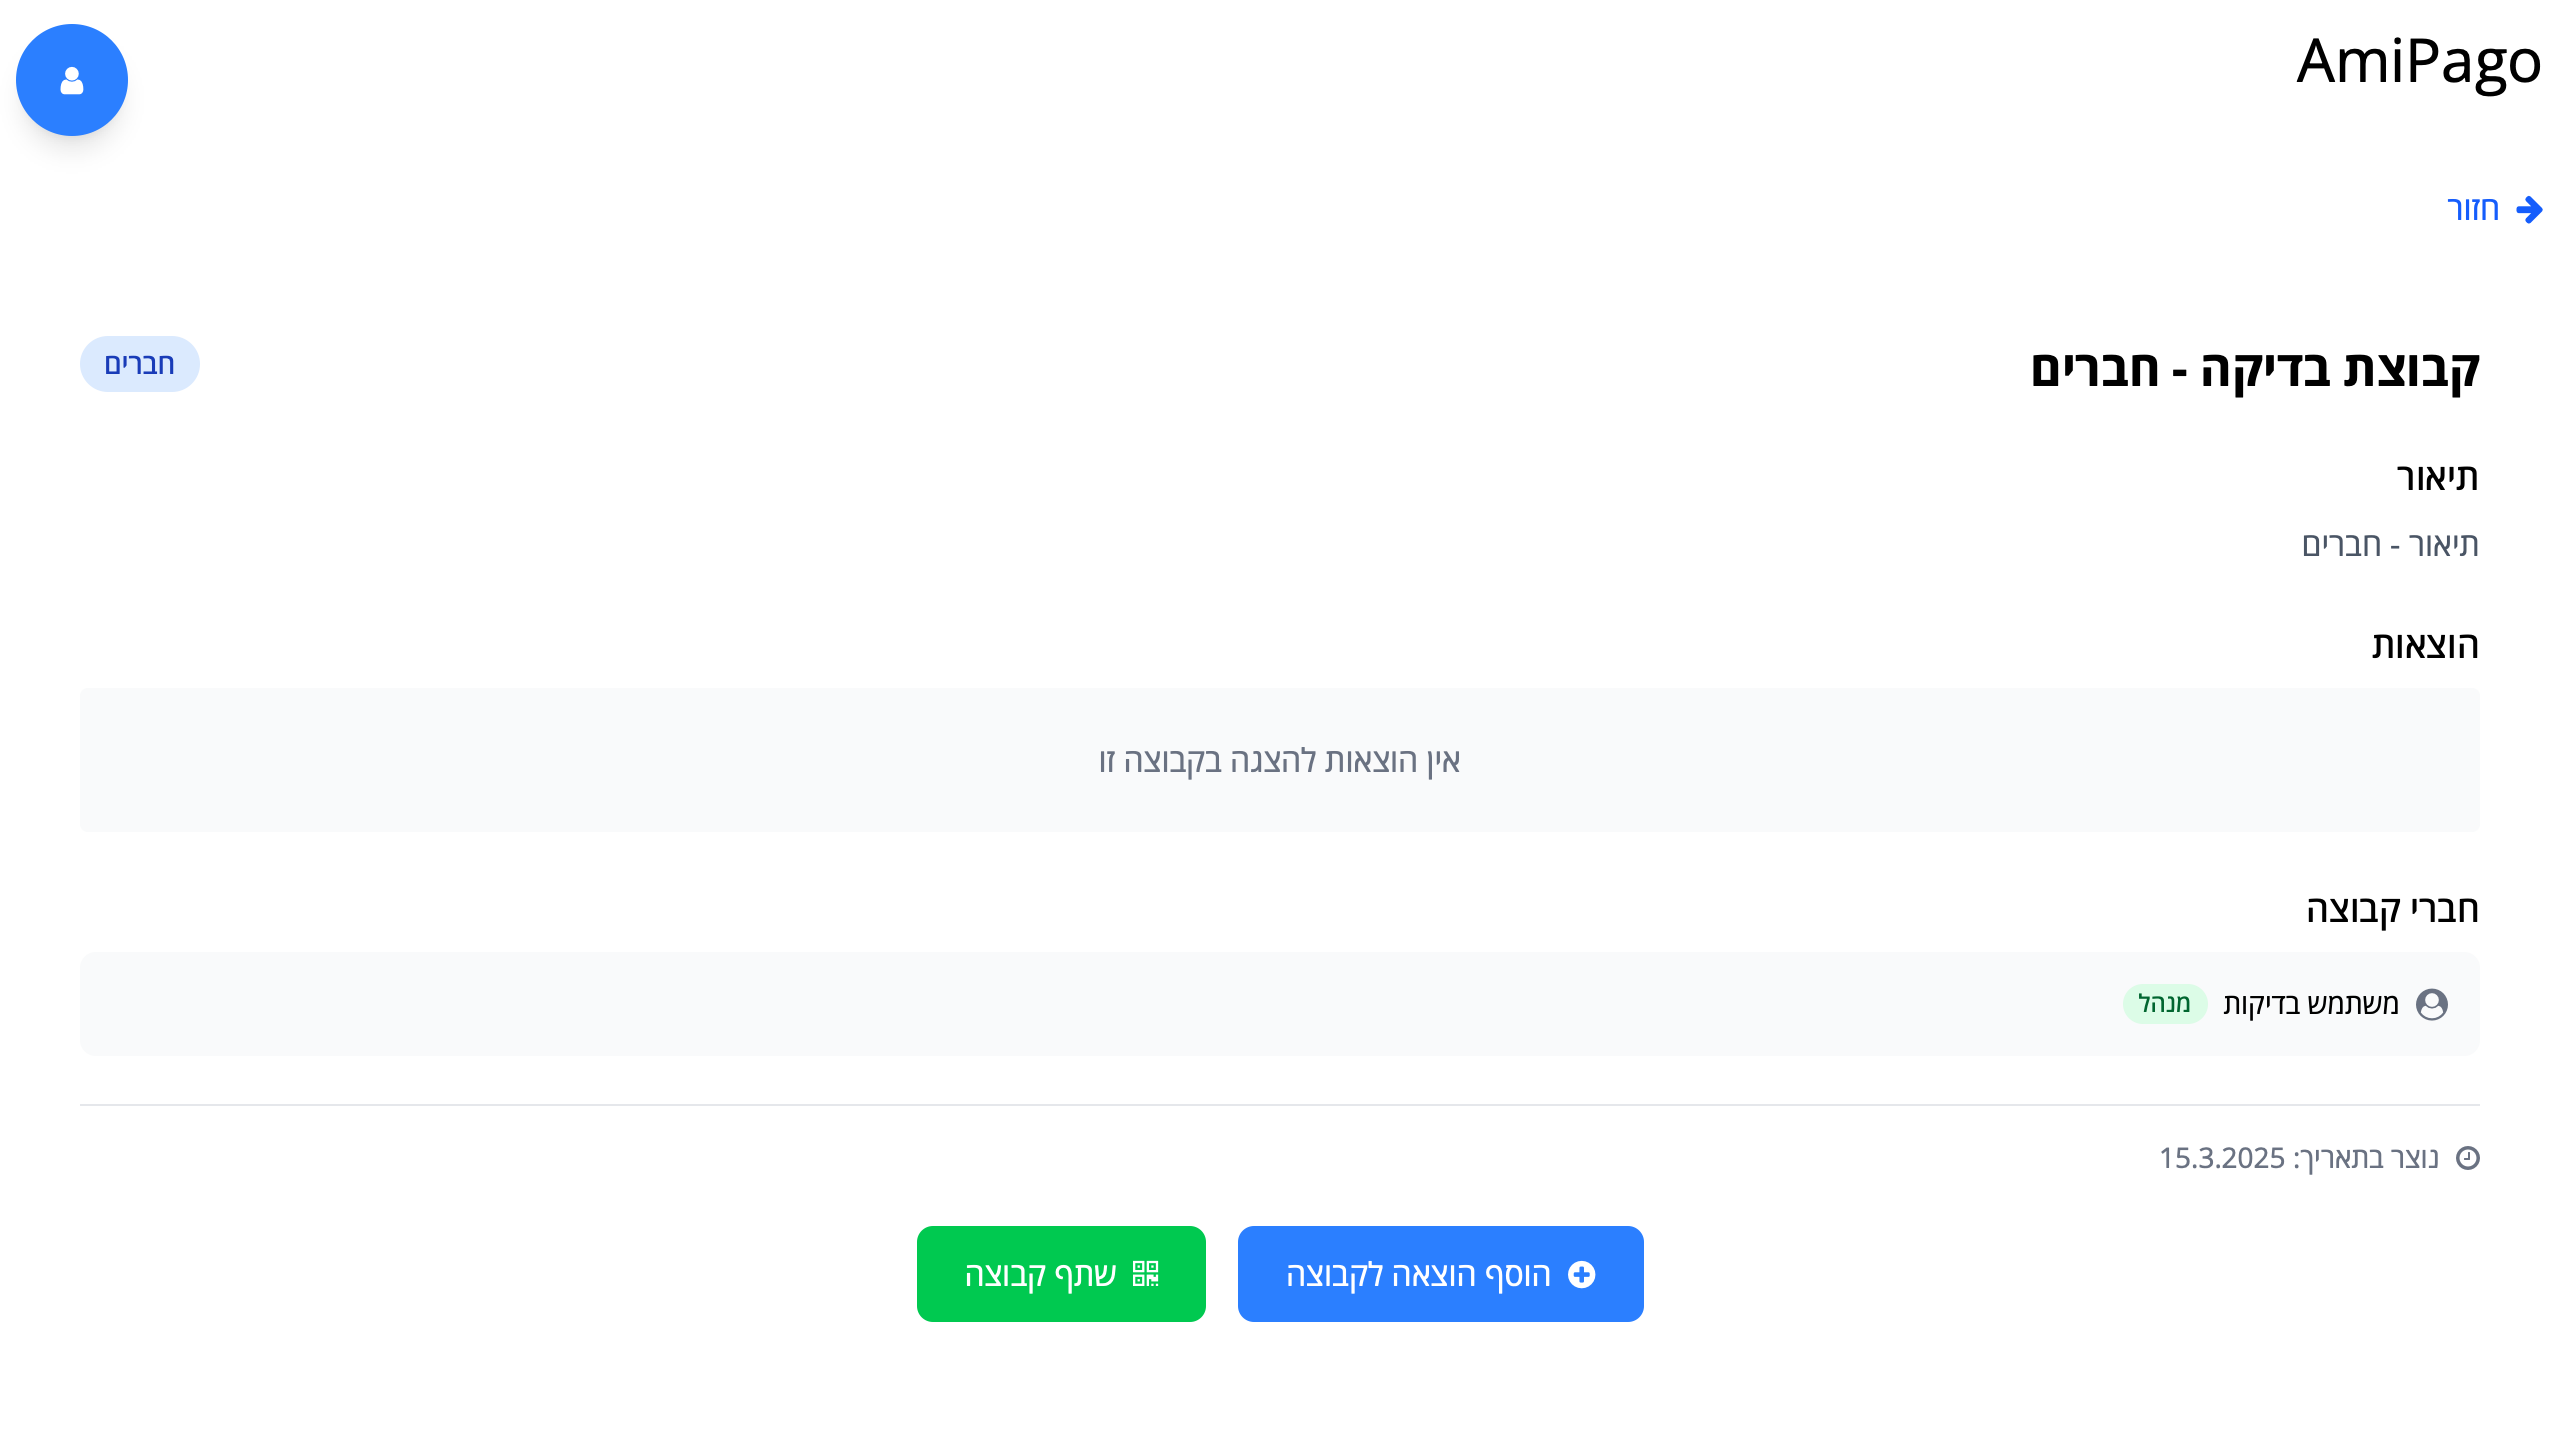 AmiPago
חזור
קבוצת בדיקה - חברים
חברים
תיאור
תיאור - חברים
הוצאות
אין הוצאות להצגה בקבוצה זו
חברי קבוצה
משתמש בדיקות מנהל
נוצר בתאריך: 15.3.2025
הוסף הוצאה לקבוצה
שתף קבוצה